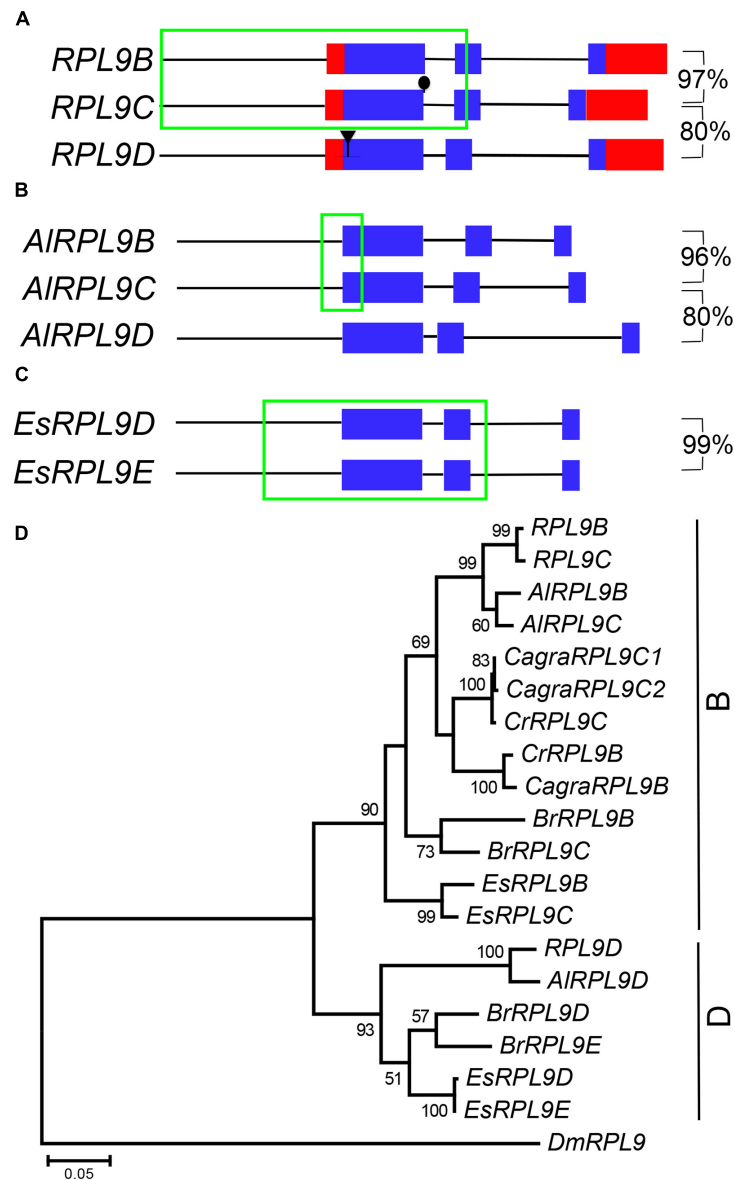 A
RPL9B
97%
RPL9C
80%
RPL9D
B
AlRPL9B
96%
AlRPL9C
80%
AlRPL9D
C
EsRPL9D
99%
EsRPL9E
D
RPL9B
99
RPL9C
99
AlRPL9B
AlRPL9C
60
69
CagraRPL9C1
83
CagraRPL9C2
100
CrRPL9C
B
CrRPL9B
CagraRPL9B
100
90
BrRPL9B
BrRPL9C
73
EsRPL9B
EsRPL9C
99
RPL9D
100
AlRPL9D
BrRPL9D
57
D
93
BrRPL9E
EsRPL9D
51
EsRPL9E
100
DmRPL9
0.05